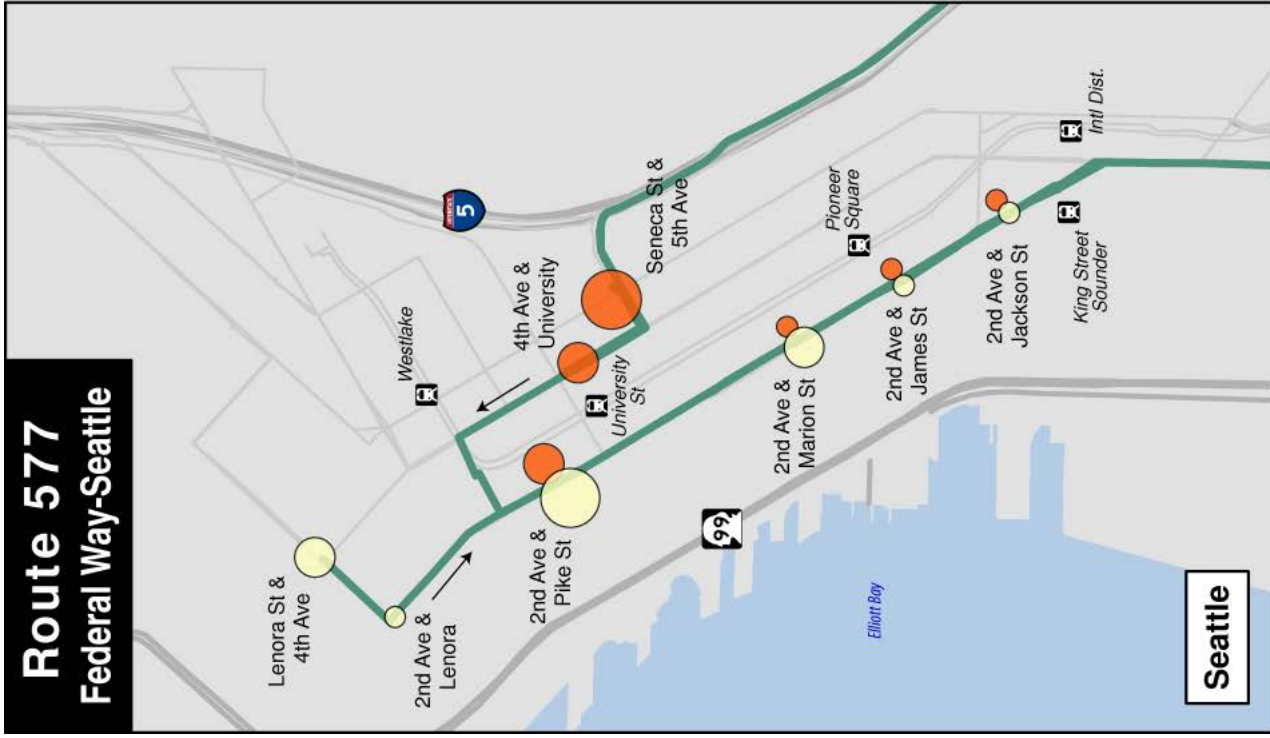 Route 577
Federal Way-Seattle
Lenora St &
4th Ave
2nd Ave &
Lenora
2nd Ave &
Pike St
Westlake
4th Ave &
University
University
St
Seneca St &
5th Ave
5
99
2nd Ave &
Marion St
Pioneer
Square
2nd Ave &
James St
2nd Ave &
Jackson St
King Street
Sounder
Intl Dist.
Elliott Bay
Seattle